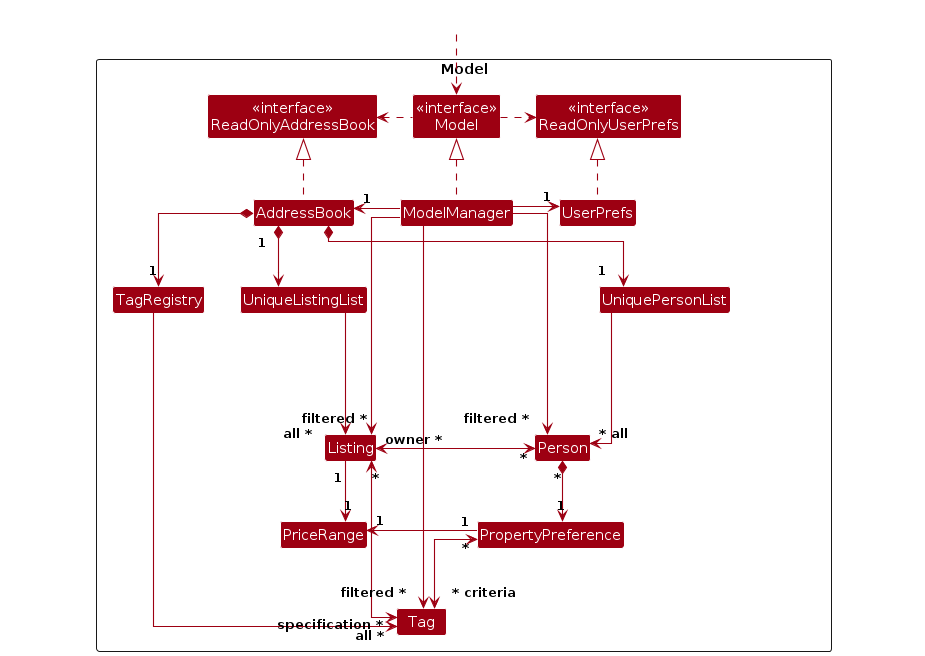 Model
«interface»
ReadOnlyAddressBook
«interface»
Model
«interface»
ReadOnlyUserPrefs
1
1
AddressBook
ModelManager
UserPrefs
1
1
1
TagRegistry
UniqueListingList
UniquePersonList
filtered *
filtered *
all *
* all
owner *
Listing
Person
*
1
*
*
1
1
1
1
PriceRange
PropertyPreference
*
filtered *
* criteria
Tag
specification *
all *